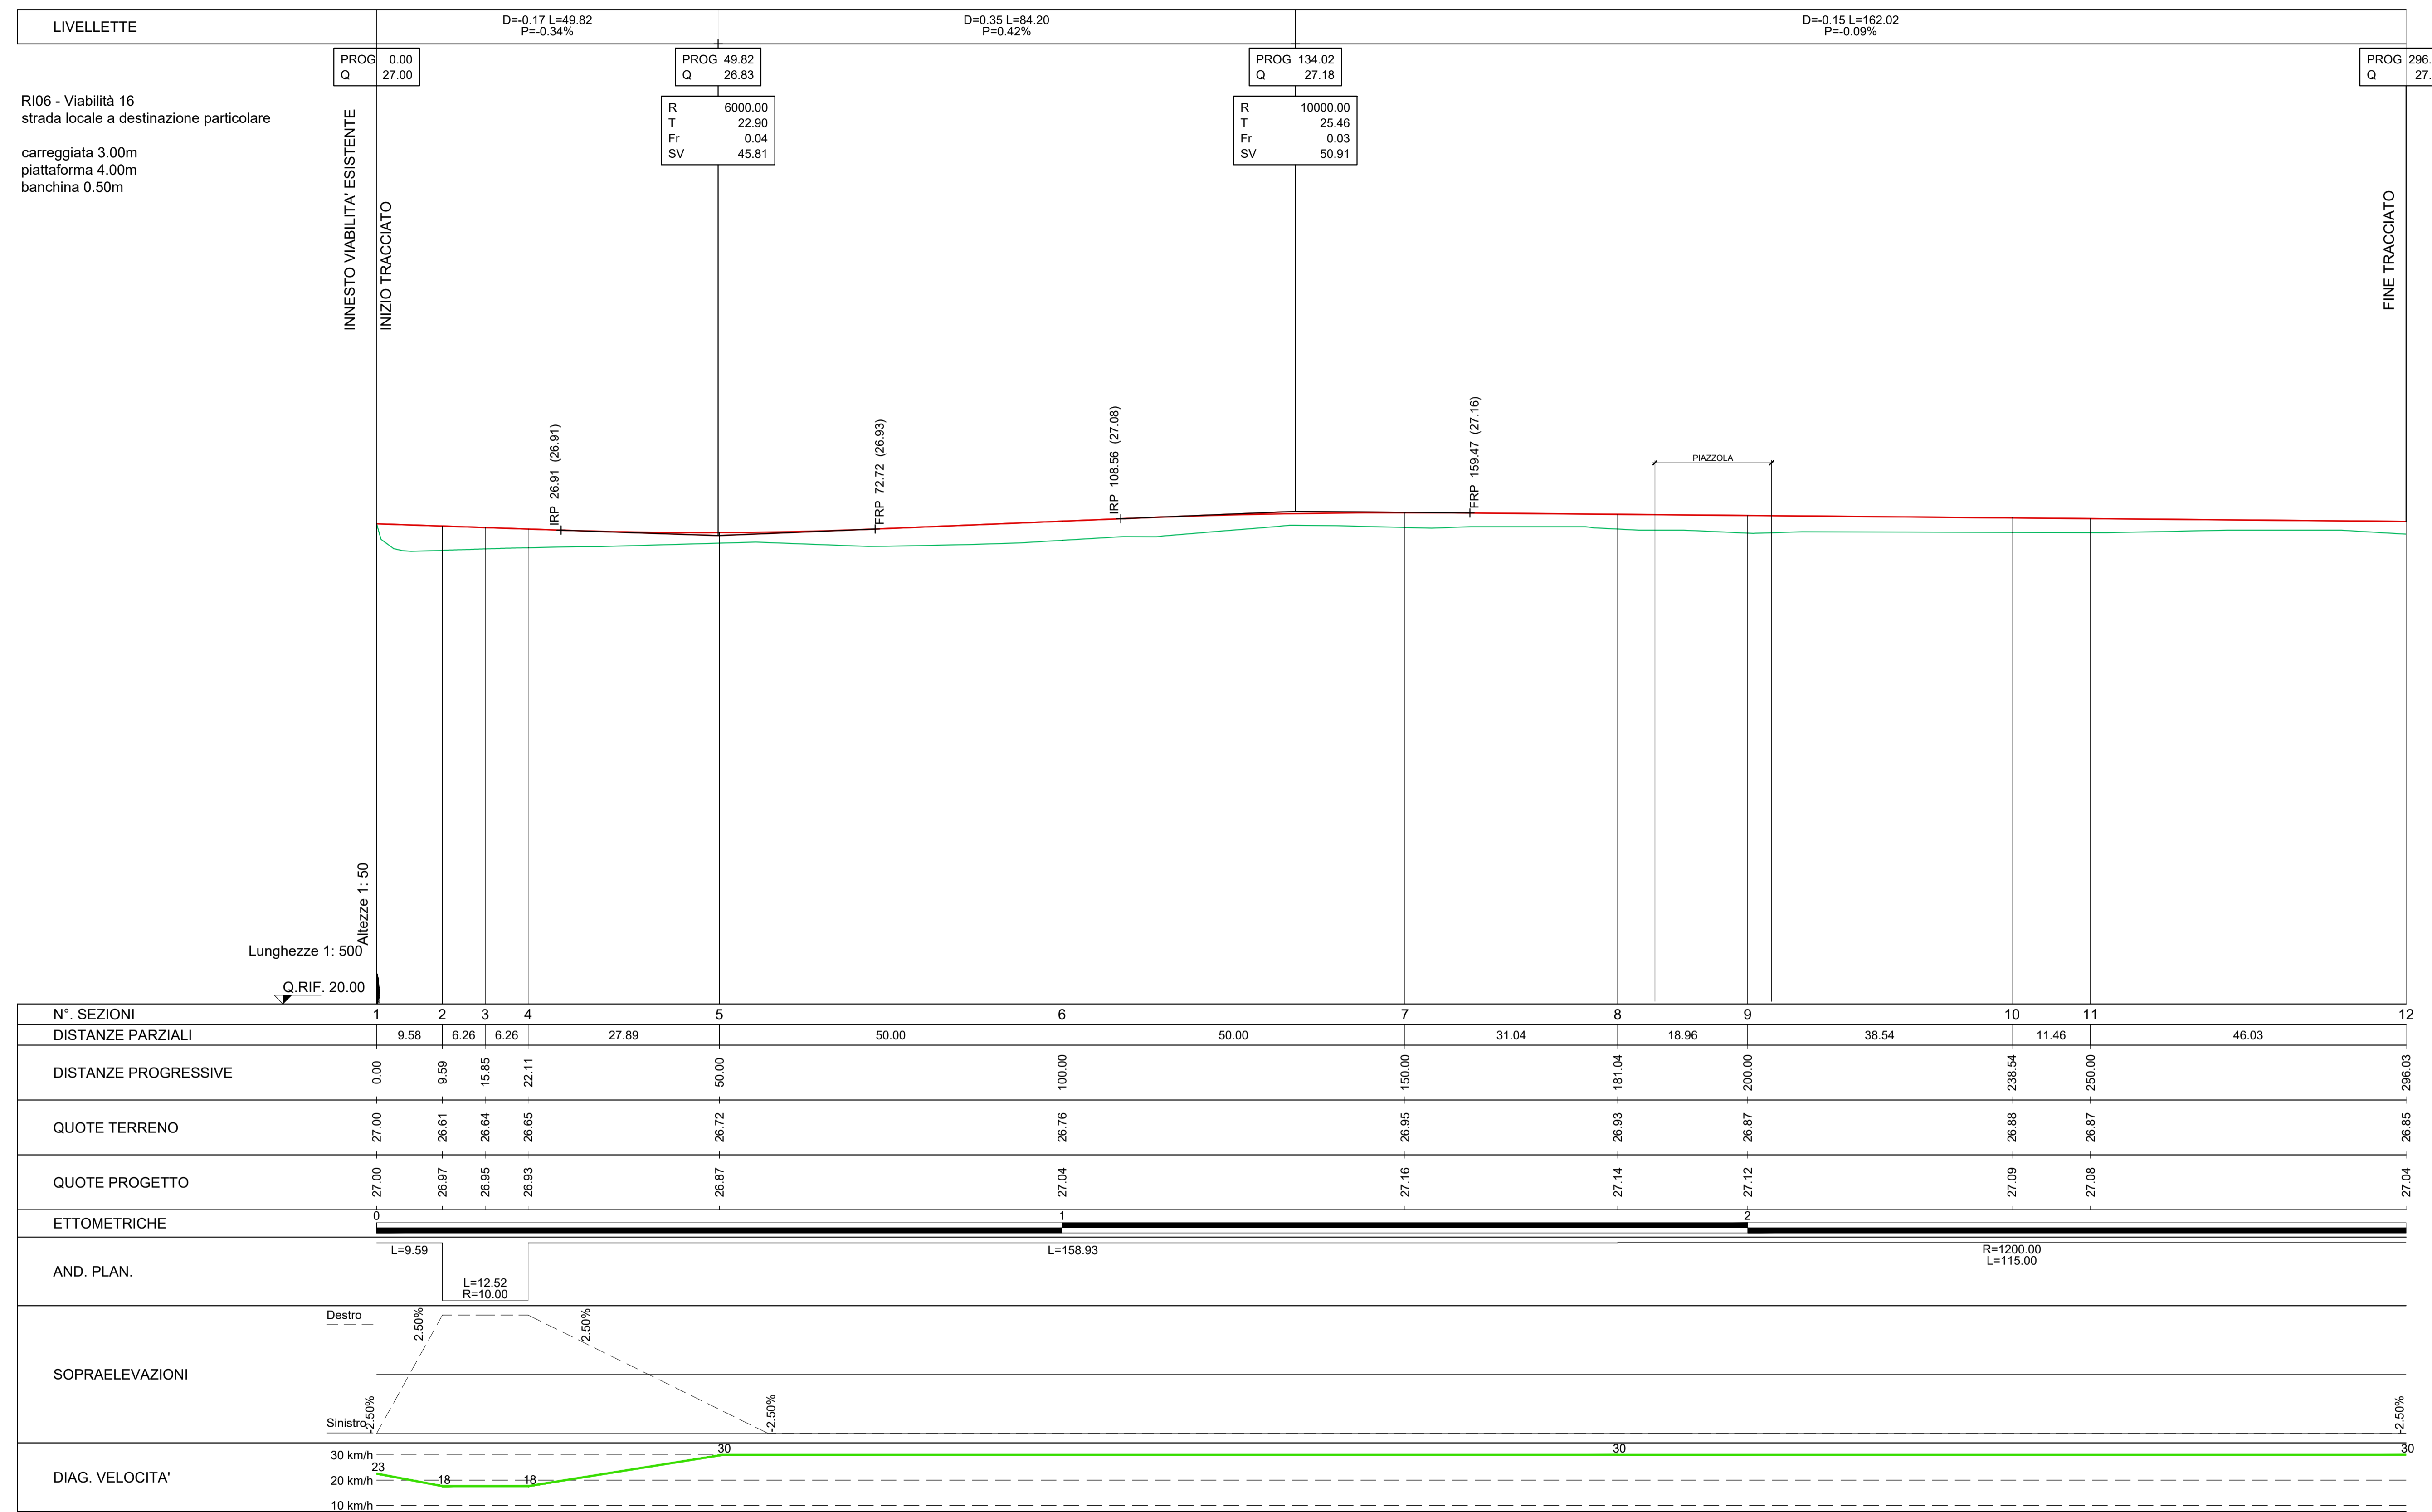 LIVELLETTE
D=-0.17 L=49.82
P=-0.34%
D=0.35 L=84.20
P=0.42%
D=-0.15 L=162.02
P=-0.09%
PROG 0.00
Q 27.00
PROG 49.82
Q 26.83
PROG 134.02
Q 27.18
PROG 296.
Q 27.
R 6000.00
T 22.90
Fr 0.04
SV 45.81
R 10000.00
T 25.46
Fr 0.03
SV 50.91
RI06 - Viabilità 16
strada locale a destinazione particolare
carreggiata 3.00m
piattaforma 4.00m
banchina 0.50m
INNESTO VIABILITA' ESISTENTE
INIZIO TRACCIATO
FINE TRACCIATO
IRP 26.91 (26.91)
FRP 72.72 (26.93)
IRP 108.56 (27.08)
FRP 159.47 (27.16)
PIAZZOLA
Altezze 1: 50
Lunghezze 1: 500
Q.RIF. 20.00
N°. SEZIONI 1 2 3 4 5 6 7 8 9 10 11 12
DISTANZE PARZIALI 9.58 6.26 6.26 27.89 50.00 50.00 31.04 18.96 38.54 11.46 46.03
DISTANZE PROGRESSIVE 0.00 9.59 15.85 22.11 50.00 100.00 150.00 181.04 200.00 238.54 250.00 296.03
QUOTE TERRENO 27.00 26.61 26.64 26.65 26.72 26.76 26.95 26.93 26.87 26.88 26.87 26.85
QUOTE PROGETTO 27.00 26.97 26.95 26.93 26.87 27.04 27.16 27.14 27.12 27.09 27.08 27.04
ETTOMETRICHE 0 1 2
AND. PLAN.
L=9.59
L=12.52
R=10.00
L=158.93
R=1200.00
L=115.00
SOPRAELEVAZIONI
Destro
Sinistro
-2.50%
2.50%
2.50%
-2.50%
-2.50%
DIAG. VELOCITA'
30 km/h
20 km/h
10 km/h
23 18 18 30 30 30